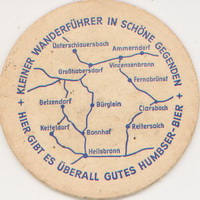 + KLEINER WANDERFÜHRER IN SCHÖNE GEGENDEN +
Unterschlauersbach
Ammerndorf
Vincenzenbronn
Großhabersdorf
Fernabrünst
Betzendorf
Bürglein
Clarsbach
Ketteldorf
Bonnhof
Reitersaich
Heilsbronn
HIER GIBT ES ÜBERALL GUTES HUMBSER-BIER